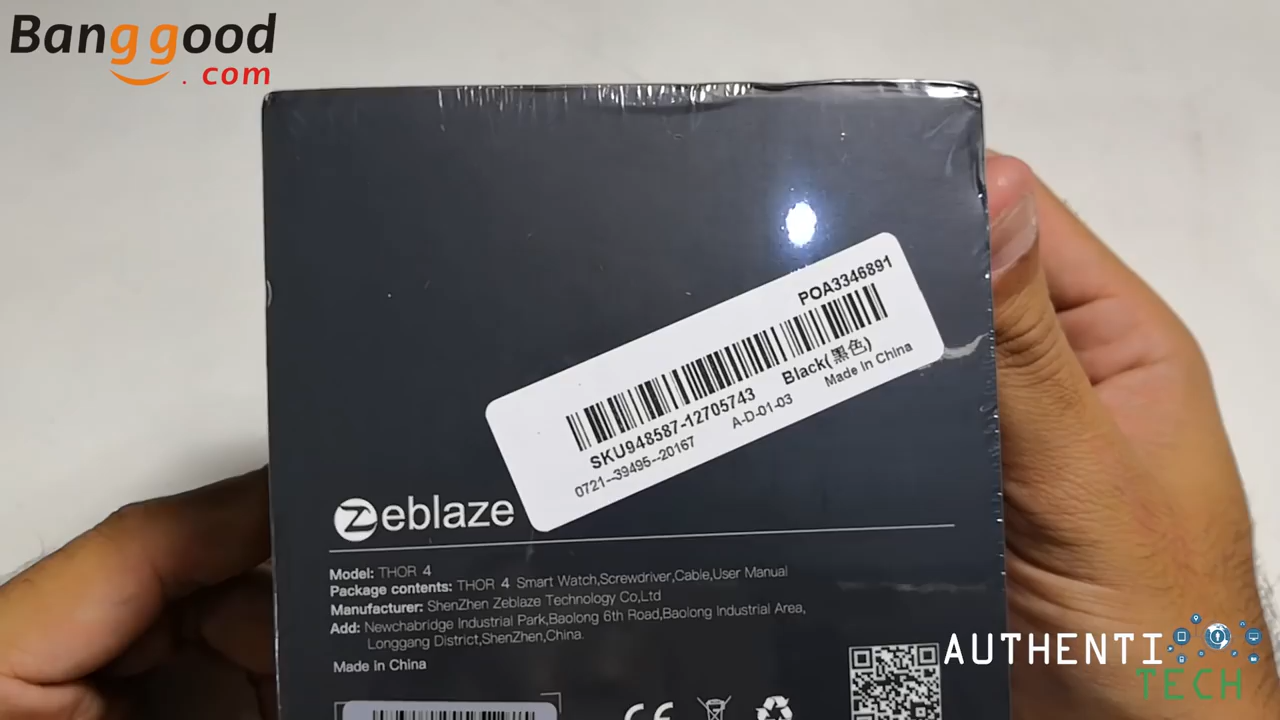 Banggood
.com
POA3346891
SKU948587-12705743 Black(黑色)
0721--39495--20167 A-D-01-03 Made In China
Zeblaze
Model: THOR 4
Package contents: THOR 4 Smart Watch,Screwdriver,Cable,User Manual
Manufacturer: ShenZhen Zeblaze Technology Co,Ltd
Add: Newchabridge Industrial Park,Baolong 6th Road,Baolong Industrial Area,
Longgang District,ShenZhen,China.
Made in China
CE
AUTHENTI
TECH